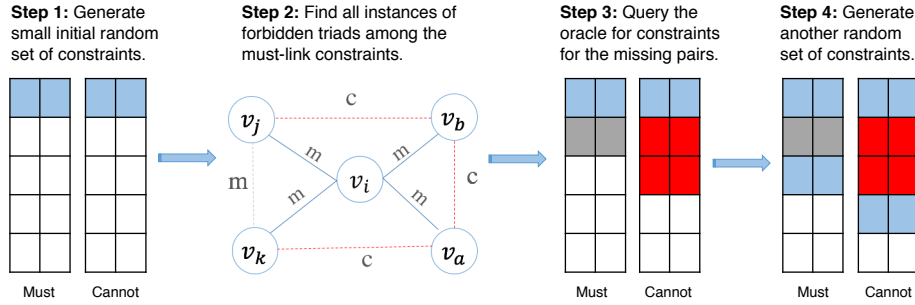 Step 1: Generate
small initial random
set of constraints.
Must
Cannot
Step 2: Find all instances of
forbidden triads among the
must-link constraints.
c
v_j
v_b
m
m
m
v_i
c
m
m
v_k
v_a
c
Step 3: Query the
oracle for constraints
for the missing pairs.
Must
Cannot
Step 4: Generate
another random
set of constraints.
Must
Cannot